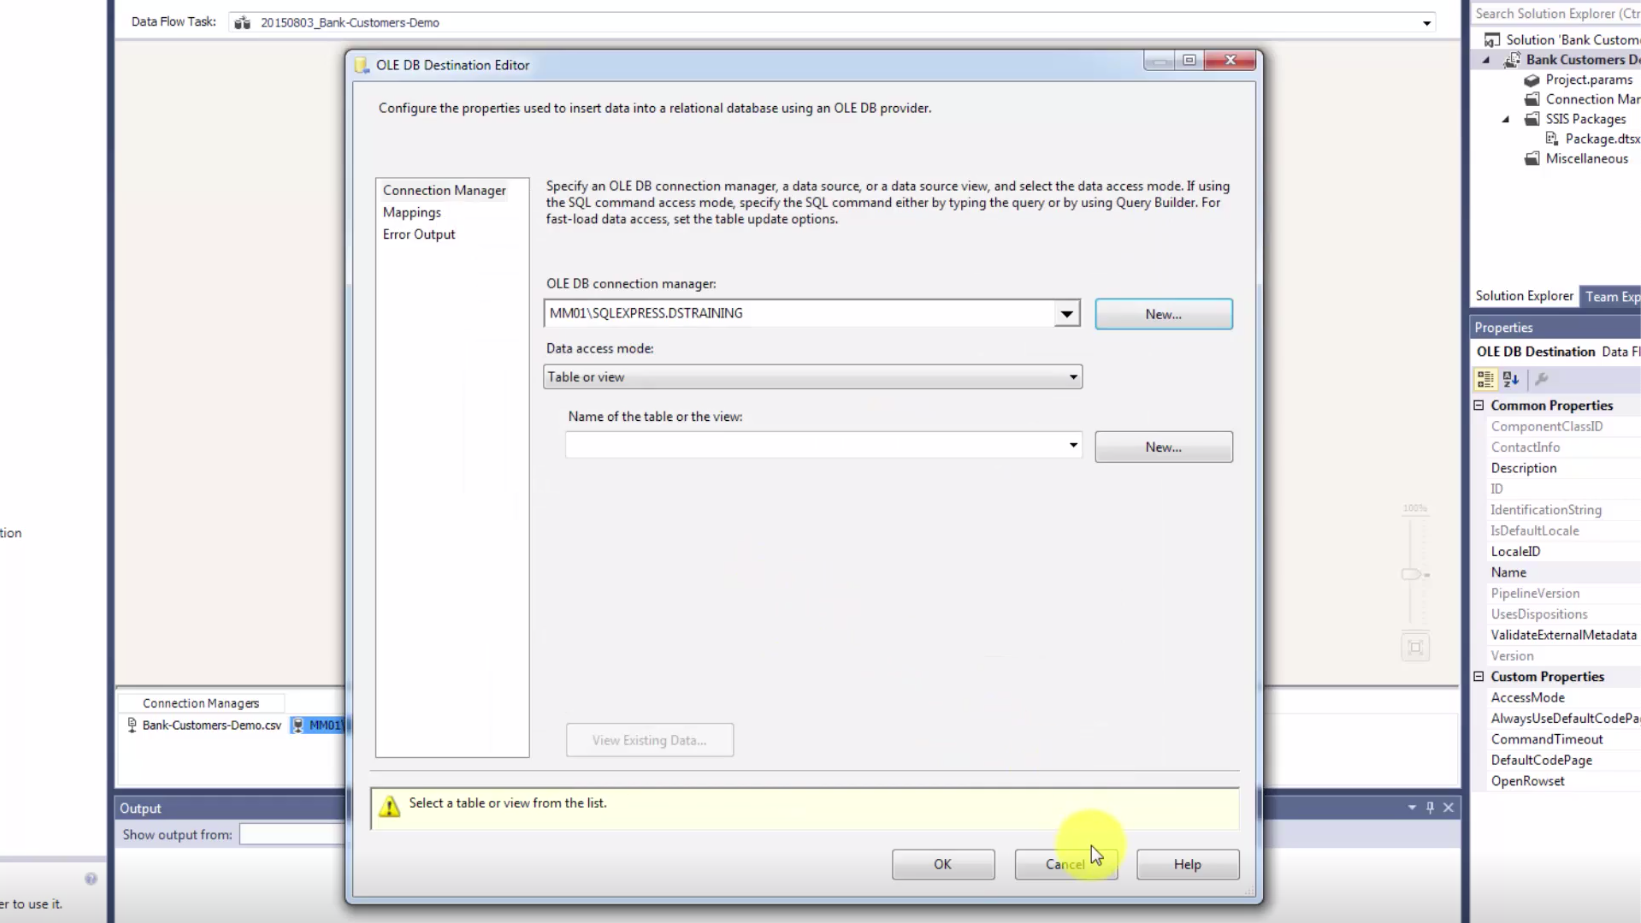 Data Flow Task:
20150803_Bank-Customers-Demo
Search Solution Explorer (Ctr
Solution 'Bank Custom
Bank Customers De
Project.params
Connection Mar
SSIS Packages
Package.dtsx
Miscellaneous
OLE DB Destination Editor
Configure the properties used to insert data into a relational database using an OLE DB provider.
Connection Manager
Mappings
Error Output
Specify an OLE DB connection manager, a data source, or a data source view, and select the data access mode. If using
the SQL command access mode, specify the SQL command either by typing the query or by using Query Builder. For
fast-load data access, set the table update options.
OLE DB connection manager:
MM01\SQLEXPRESS.DSTRAINING
New...
Data access mode:
Table or view
Name of the table or the view:
New...
View Existing Data...
Select a table or view from the list.
OK
Cancel
Help
Solution Explorer
Team Exp
Properties
OLE DB Destination Data Fl
Common Properties
ComponentClassID
ContactInfo
Description
ID
IdentificationString
IsDefaultLocale
LocaleID
Name
PipelineVersion
UsesDispositions
ValidateExternalMetadata
Version
Custom Properties
AccessMode
AlwaysUseDefaultCodePa
CommandTimeout
DefaultCodePage
OpenRowset
100%
tion
Connection Managers
Bank-Customers-Demo.csv
MM01\
Output
Show output from:
er to use it.